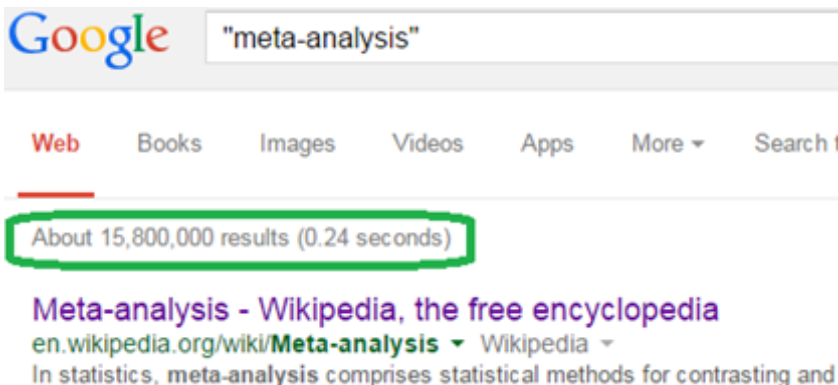 Google "meta-analysis"
Web Books Images Videos Apps More Search
About 15,800,000 results (0.24 seconds)
Meta-analysis - Wikipedia, the free encyclopedia
en.wikipedia.org/wiki/Meta-analysis Wikipedia
In statistics, meta-analysis comprises statistical methods for contrasting and